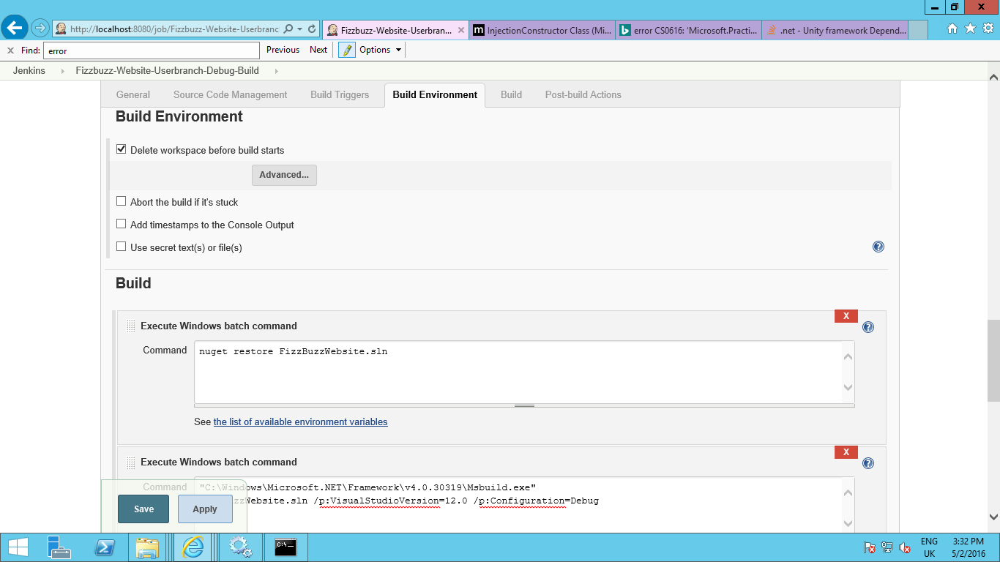 http://localhost:8080/job/Fizzbuzz-Website-Userbranc
Fizzbuzz-Website-Userbran...
InjectionConstructor Class (Mi...
error CS0616: 'Microsoft.Practi...
.net - Unity framework Depend...
x Find: error Previous Next Options
Jenkins Fizzbuzz-Website-Userbranch-Debug-Build
General Source Code Management Build Triggers Build Environment Build Post-build Actions
Build Environment
Delete workspace before build starts
Advanced...
Abort the build if it's stuck
Add timestamps to the Console Output
Use secret text(s) or file(s)
Build
X
Execute Windows batch command
Command nuget restore FizzBuzzWebsite.sln
See the list of available environment variables
X
Execute Windows batch command
Command "C:\Windows\Microsoft.NET\Framework\v4.0.30319\Msbuild.exe"
zzWebsite.sln /p:VisualStudioVersion=12.0 /p:Configuration=Debug
Save Apply
ENG 3:32 PM
UK 5/2/2016